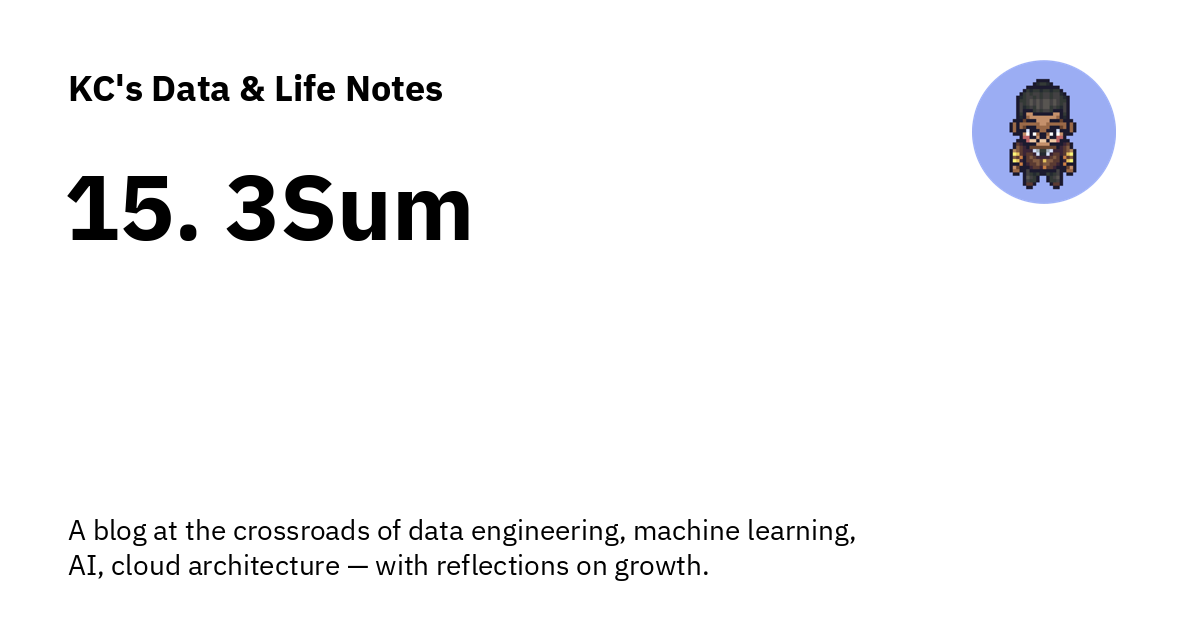 KC's Data & Life Notes
15. 3Sum
A blog at the crossroads of data engineering, machine learning,
AI, cloud architecture — with reflections on growth.